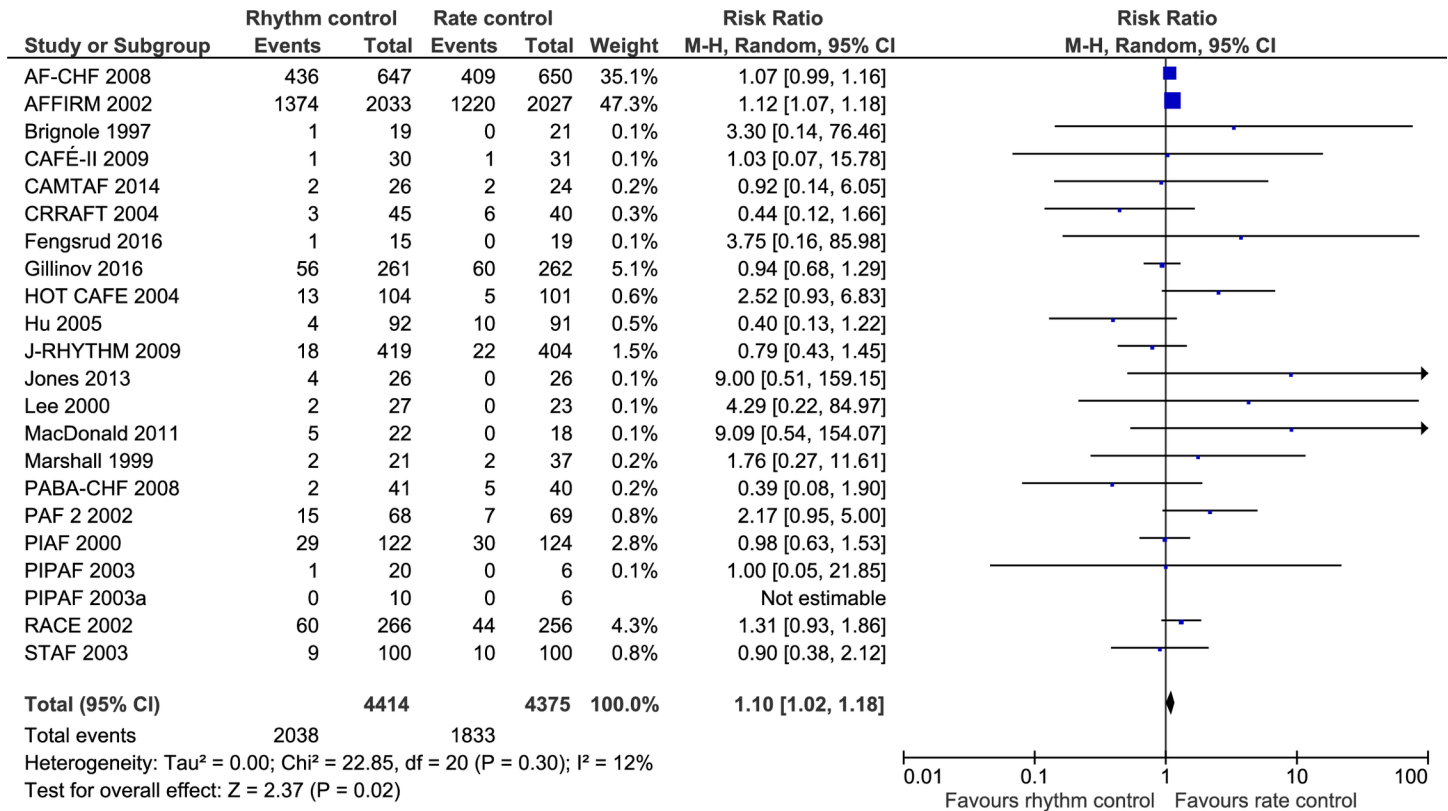 Rhythm control Rate control Risk Ratio Risk Ratio
Study or Subgroup Events Total Events Total Weight M-H, Random, 95% CI M-H, Random, 95% CI
AF-CHF 2008 436 647 409 650 35.1% 1.07 [0.99, 1.16]
AFFIRM 2002 1374 2033 1220 2027 47.3% 1.12 [1.07, 1.18]
Brignole 1997 1 19 0 21 0.1% 3.30 [0.14, 76.46]
CAFÉ-II 2009 1 30 1 31 0.1% 1.03 [0.07, 15.78]
CAMTAF 2014 2 26 2 24 0.2% 0.92 [0.14, 6.05]
CRRAFT 2004 3 45 6 40 0.3% 0.44 [0.12, 1.66]
Fengsrud 2016 1 15 0 19 0.1% 3.75 [0.16, 85.98]
Gillinov 2016 56 261 60 262 5.1% 0.94 [0.68, 1.29]
HOT CAFE 2004 13 104 5 101 0.6% 2.52 [0.93, 6.83]
Hu 2005 4 92 10 91 0.5% 0.40 [0.13, 1.22]
J-RHYTHM 2009 18 419 22 404 1.5% 0.79 [0.43, 1.45]
Jones 2013 4 26 0 26 0.1% 9.00 [0.51, 159.15]
Lee 2000 2 27 0 23 0.1% 4.29 [0.22, 84.97]
MacDonald 2011 5 22 0 18 0.1% 9.09 [0.54, 154.07]
Marshall 1999 2 21 2 37 0.2% 1.76 [0.27, 11.61]
PABA-CHF 2008 2 41 5 40 0.2% 0.39 [0.08, 1.90]
PAF 2 2002 15 68 7 69 0.8% 2.17 [0.95, 5.00]
PIAF 2000 29 122 30 124 2.8% 0.98 [0.63, 1.53]
PIPAF 2003 1 20 0 6 0.1% 1.00 [0.05, 21.85]
PIPAF 2003a 0 10 0 6 Not estimable
RACE 2002 60 266 44 256 4.3% 1.31 [0.93, 1.86]
STAF 2003 9 100 10 100 0.8% 0.90 [0.38, 2.12]
Total (95% CI) 4414 4375 100.0% 1.10 [1.02, 1.18]
Total events 2038 1833
Heterogeneity: Tau² = 0.00; Chi² = 22.85, df = 20 (P = 0.30); I² = 12%
Test for overall effect: Z = 2.37 (P = 0.02)
0.01 0.1 1 10 100
Favours rhythm control Favours rate control